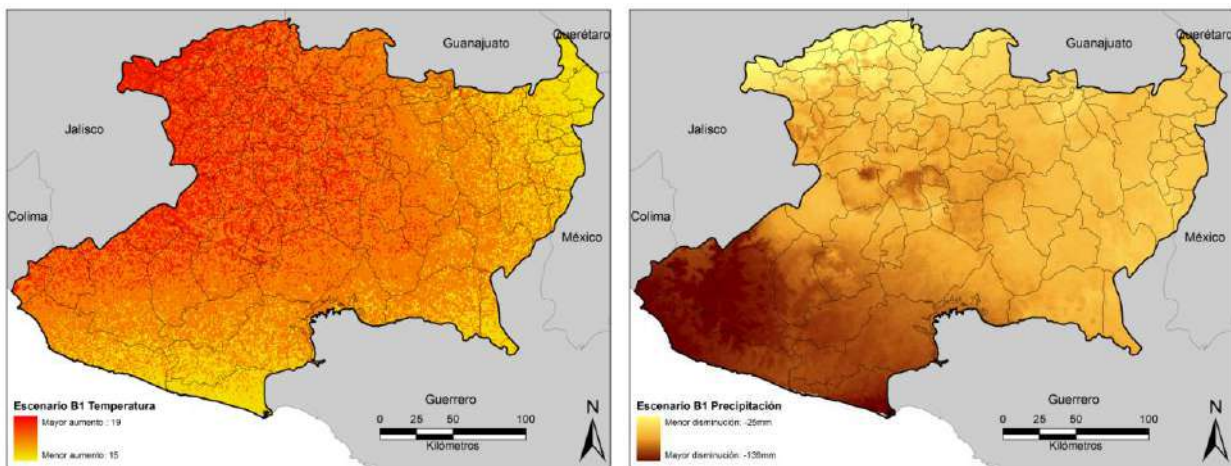 Guanajuato
Querétaro
Jalisco
Colima
México
Escenario B1 Temperatura
Mayor aumento : 19
Menor aumento : 15
Guerrero
0 25 50 100
Kilómetros
N
Guanajuato
Querétaro
Jalisco
Colima
México
Escenario B1 Precipitación
Menor disminución: -26mm
Mayor disminución: -139mm
Guerrero
0 25 50 100
Kilómetros
N